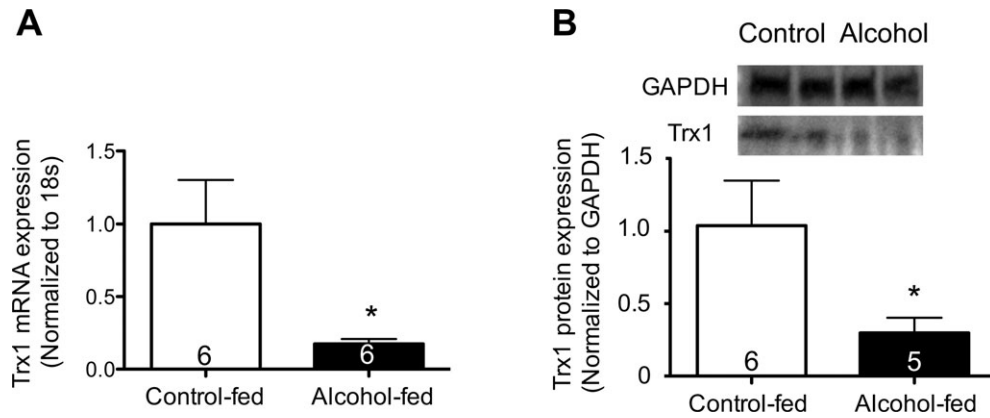 A
Trx1 mRNA expression
(Normalized to 18s)
1.5
1.0
0.5
0.0
*
6
6
Control-fed
Alcohol-fed
B
Control Alcohol
GAPDH
Trx1
Trx1 protein expression
(Normalized to GAPDH)
1.5
1.0
0.5
0
*
6
5
Control-fed
Alcohol-fed